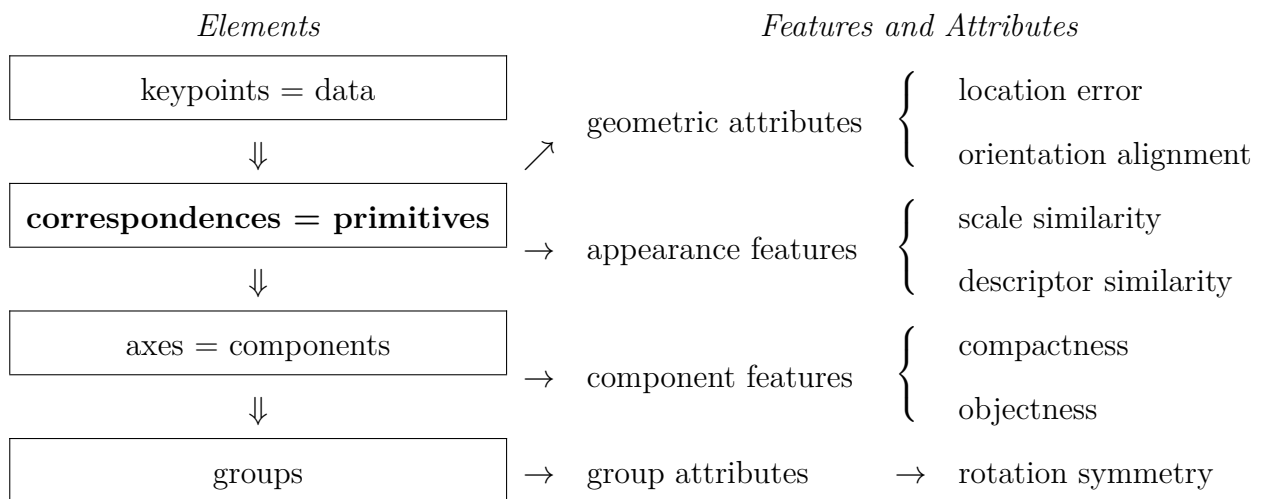 Elements Features and Attributes
keypoints = data
location error
geometric attributes
⇓ ↗
orientation alignment
correspondences = primitives
scale similarity
→ appearance features
⇓
descriptor similarity
axes = components
compactness
→ component features
⇓
objectness
groups → group attributes → rotation symmetry